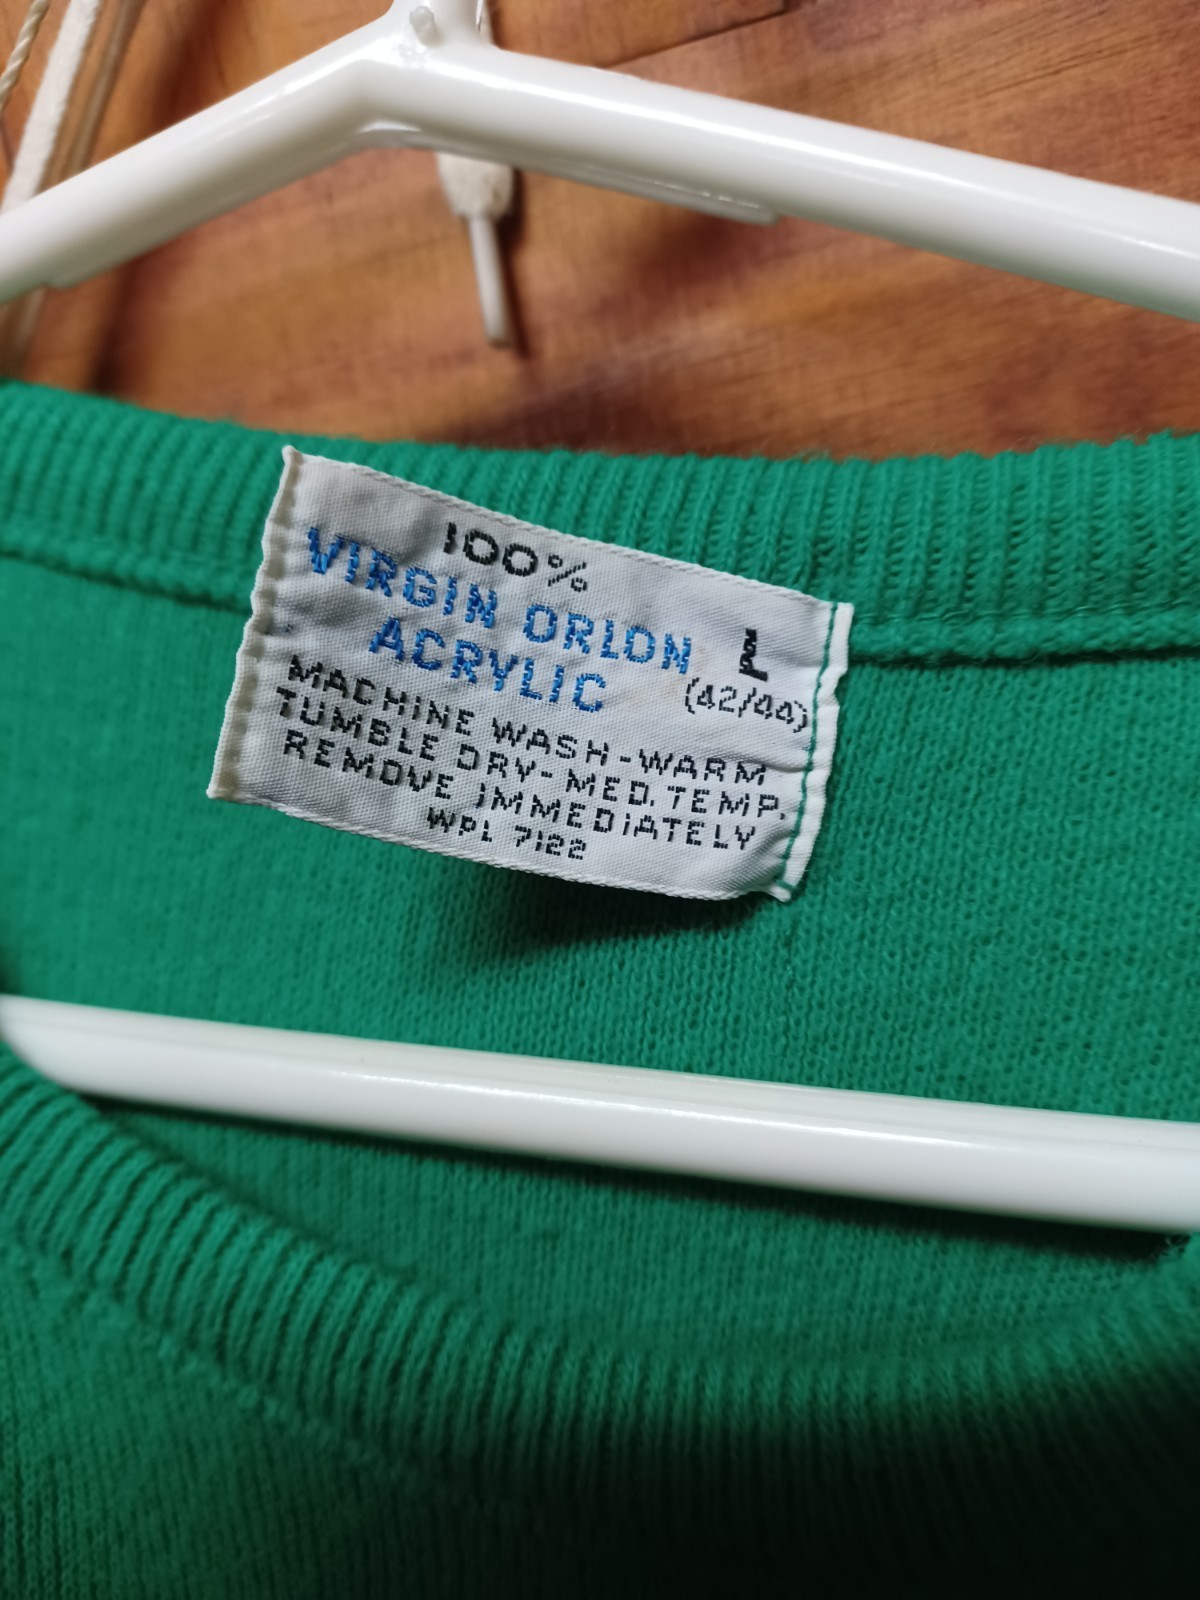 100%
VIRGIN ORLON
ACRYLIC
L
(42/44)
MACHINE WASH-WARM
TUMBLE DRY-MED. TEMP.
REMOVE IMMEDIATELY
WPL 7122